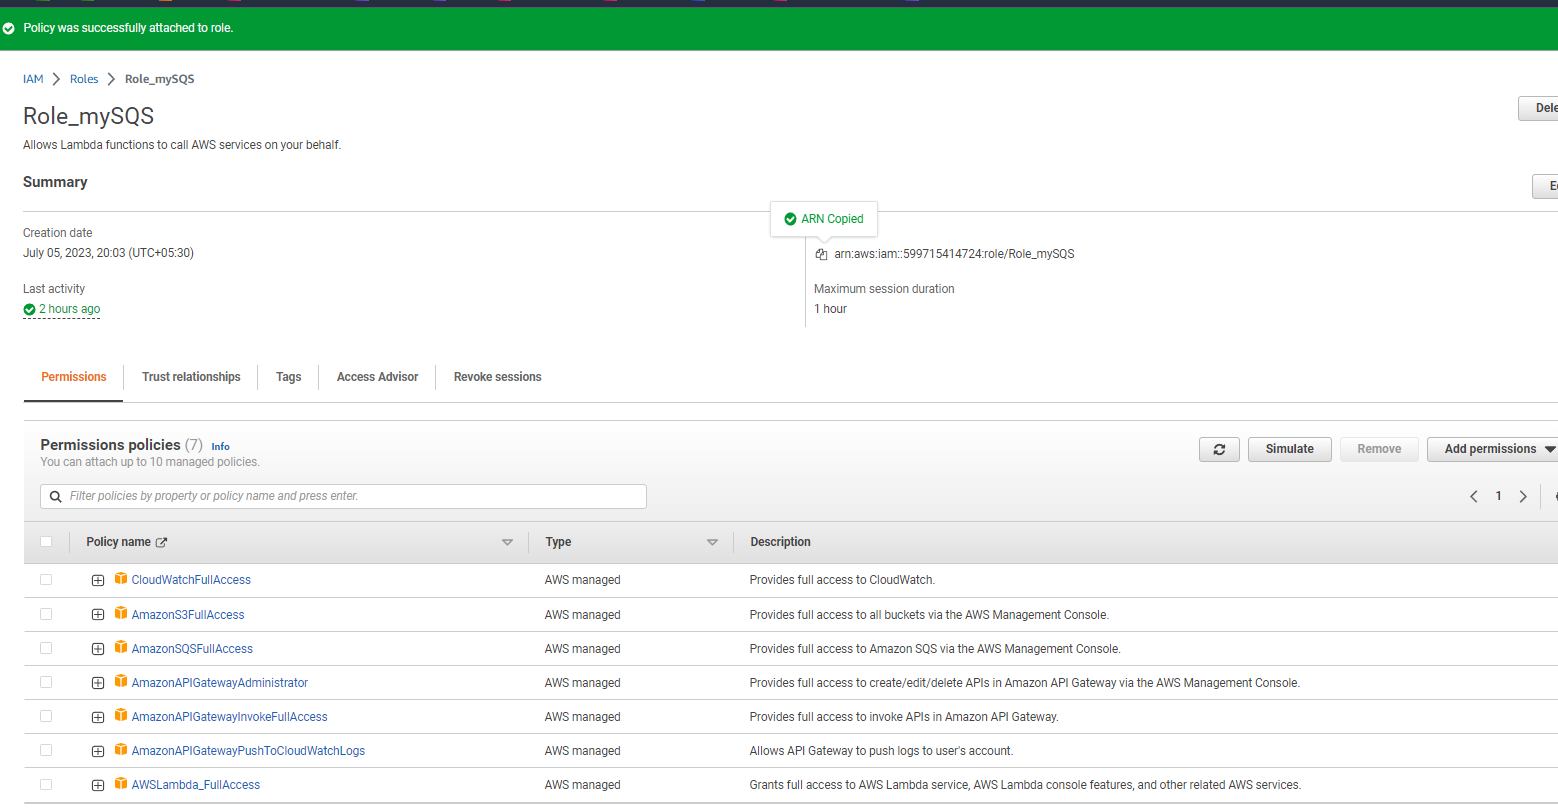 Policy was successfully attached to role.
IAM > Roles > Role_mySQS
Role_mySQS
Dele
Allows Lambda functions to call AWS services on your behalf.
Summary
ARN Copied
Creation date
July 05, 2023, 20:03 (UTC+05:30)
arn:aws:iam::599715414724:role/Role_mySQS
Last activity
Maximum session duration
2 hours ago
1 hour
Permissions Trust relationships Tags Access Advisor Revoke sessions
Permissions policies (7) Info
You can attach up to 10 managed policies.
Simulate Remove Add permissions
Filter policies by property or policy name and press enter.
1
Policy name Type Description
CloudWatchFullAccess AWS managed Provides full access to CloudWatch.
AmazonS3FullAccess AWS managed Provides full access to all buckets via the AWS Management Console.
AmazonSQSFullAccess AWS managed Provides full access to Amazon SQS via the AWS Management Console.
AmazonAPIGatewayAdministrator AWS managed Provides full access to create/edit/delete APIs in Amazon API Gateway via the AWS Management Console.
AmazonAPIGatewayInvokeFullAccess AWS managed Provides full access to invoke APIs in Amazon API Gateway.
AmazonAPIGatewayPushToCloudWatchLogs AWS managed Allows API Gateway to push logs to user's account.
AWSLambda_FullAccess AWS managed Grants full access to AWS Lambda service, AWS Lambda console features, and other related AWS services.